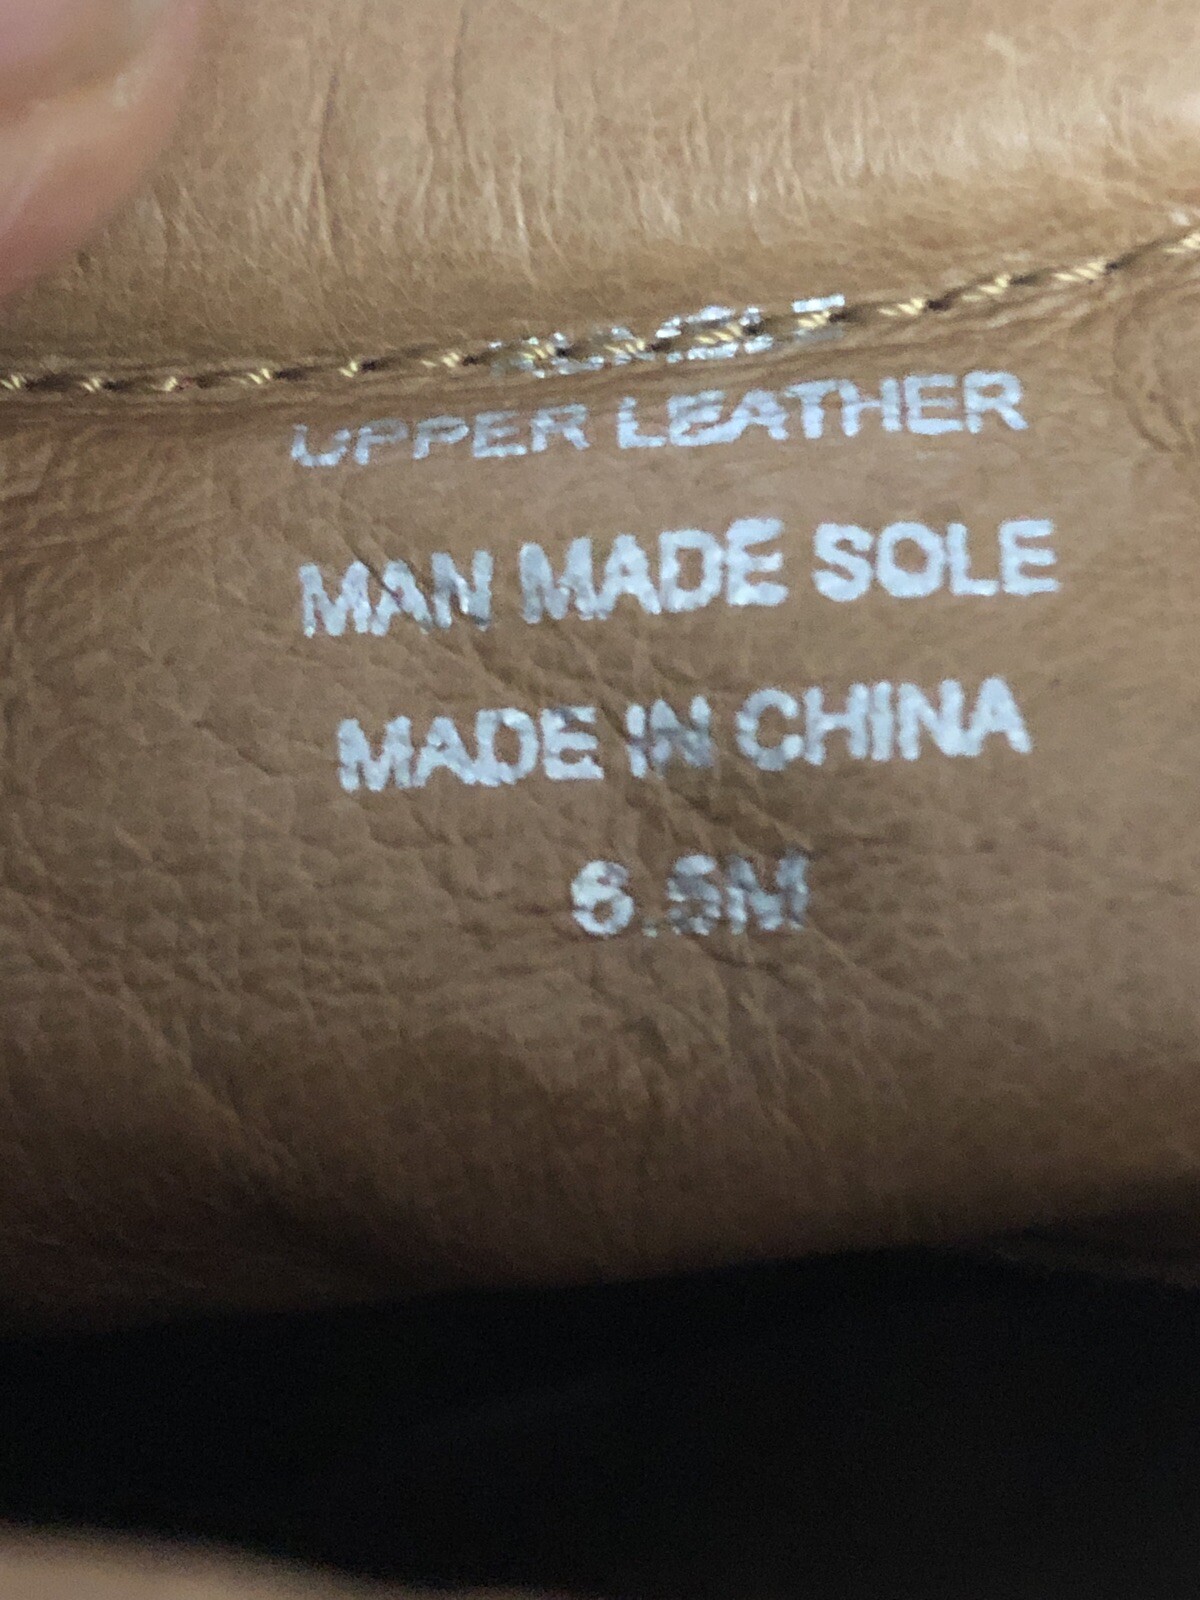 UPPER LEATHER
MAN MADE SOLE
MADE IN CHINA
6.5M